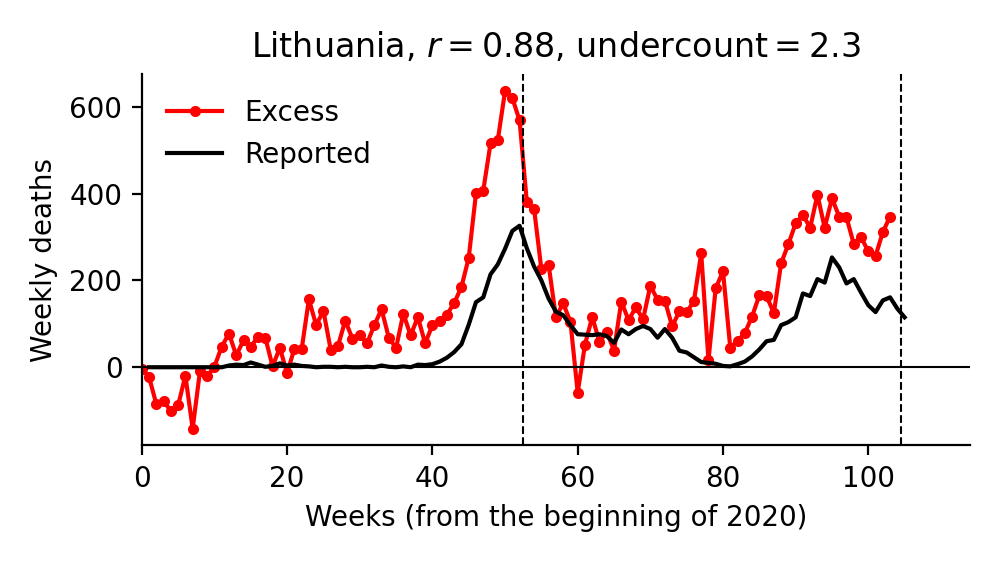 Lithuania, r = 0.88, undercount = 2.3
Excess
Reported
Weekly deaths
600
400
200
0
0 20 40 60 80 100
Weeks (from the beginning of 2020)